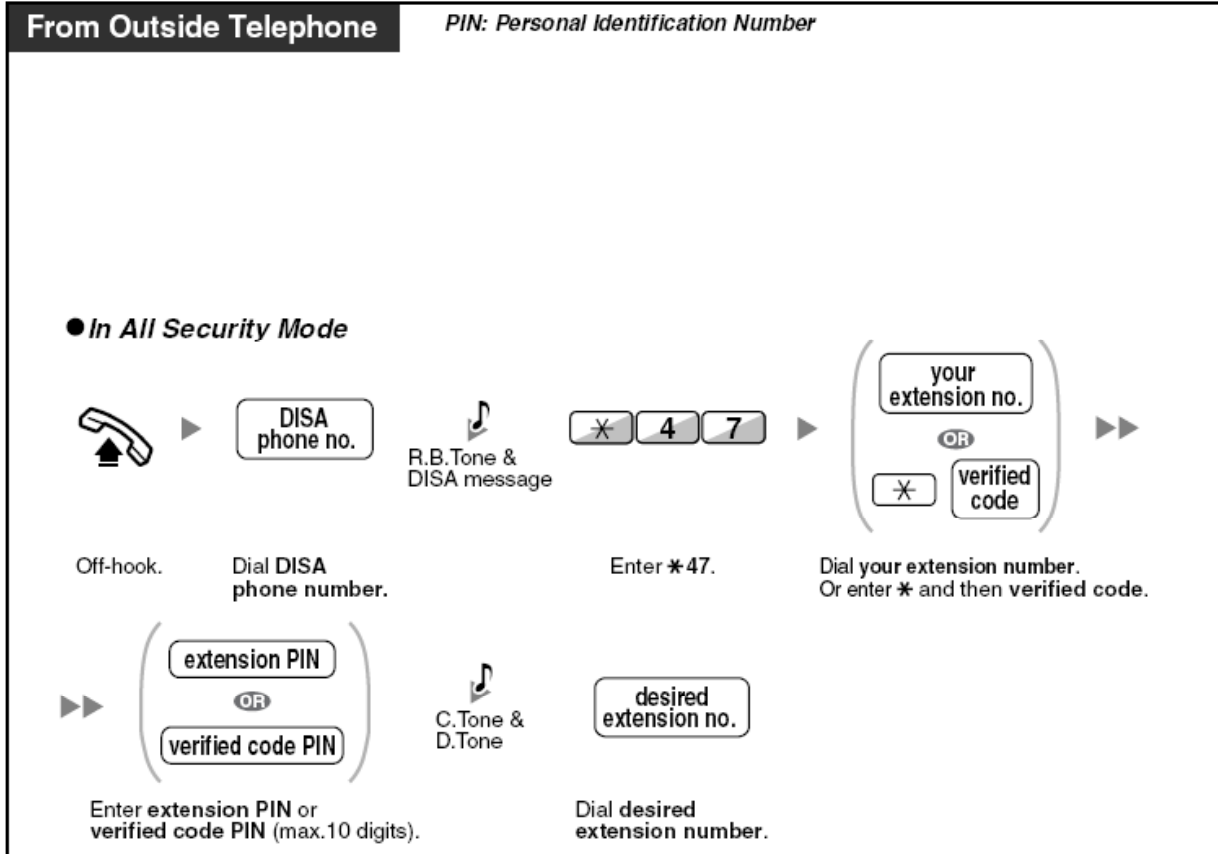 From Outside Telephone
PIN: Personal Identification Number
●In All Security Mode
DISA
phone no.
R.B.Tone &
DISA message
* 4 7
your
extension no.
OR
* verified
code
Off-hook.
Dial DISA
phone number.
Enter *47.
Dial your extension number.
Or enter * and then verified code.
extension PIN
OR
verified code PIN
C.Tone &
D.Tone
desired
extension no.
Enter extension PIN or
verified code PIN (max.10 digits).
Dial desired
extension number.